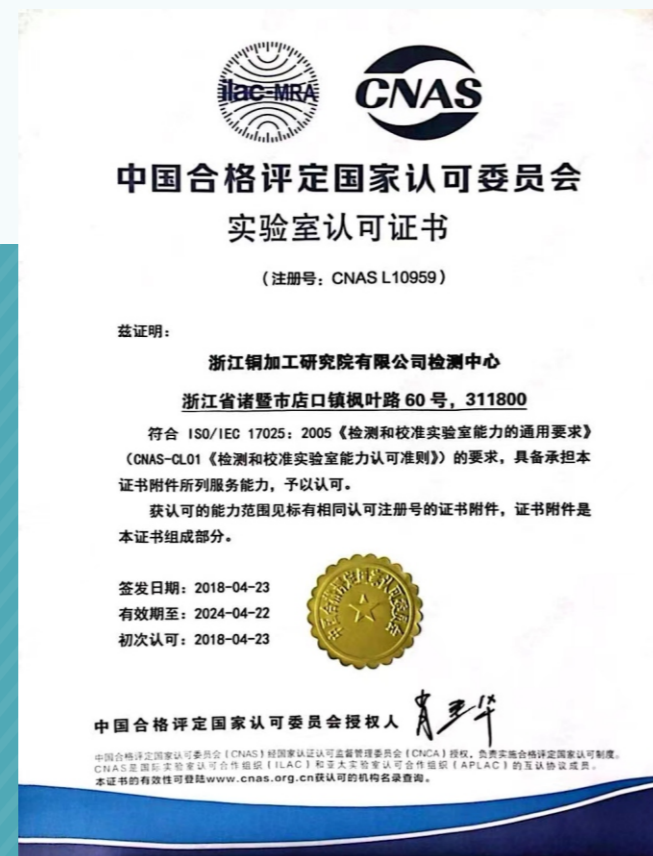 ilac-MRA
CNAS
中国合格评定国家认可委员会
实验室认可证书
（注册号：CNAS L10959）
兹证明：
浙江铜加工研究院有限公司检测中心
浙江省诸暨市店口镇枫叶路 60 号，311800
符合 ISO/IEC 17025：2005《检测和校准实验室能力的通用要求》
（CNAS-CL01《检测和校准实验室能力认可准则》）的要求，具备承担本
证书附件所列服务能力，予以认可。
获认可的能力范围见标有相同认可注册号的证书附件，证书附件是
本证书组成部分。
签发日期：2018-04-23
有效期至：2024-04-22
初次认可：2018-04-23
中国合格评定国家认可委员会
中国合格评定国家认可委员会授权人
中国合格评定国家认可委员会（CNAS）经国家认证认可监督管理委员会（CNCA）授权，负责实施合格评定国家认可制度。
CNAS是国际实验室认可合作组织（ILAC）和亚太实验室认可合作组织（APLAC）的互认协议成员。
本证书的有效性可登陆www.cnas.org.cn获认可的机构名录查询。